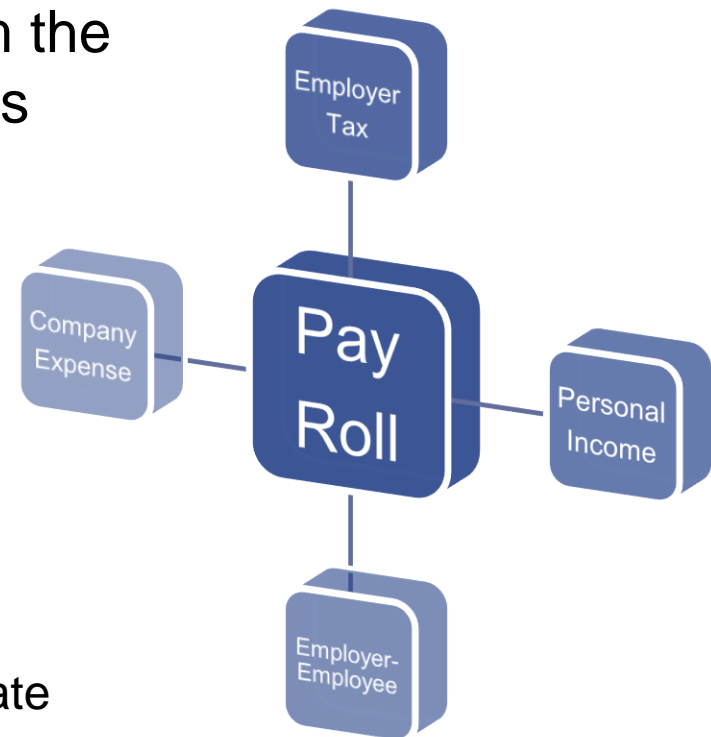 n the
s
Employer
Tax
Company
Expense
Pay
Roll
Personal
Income
Employer-
Employee
ate